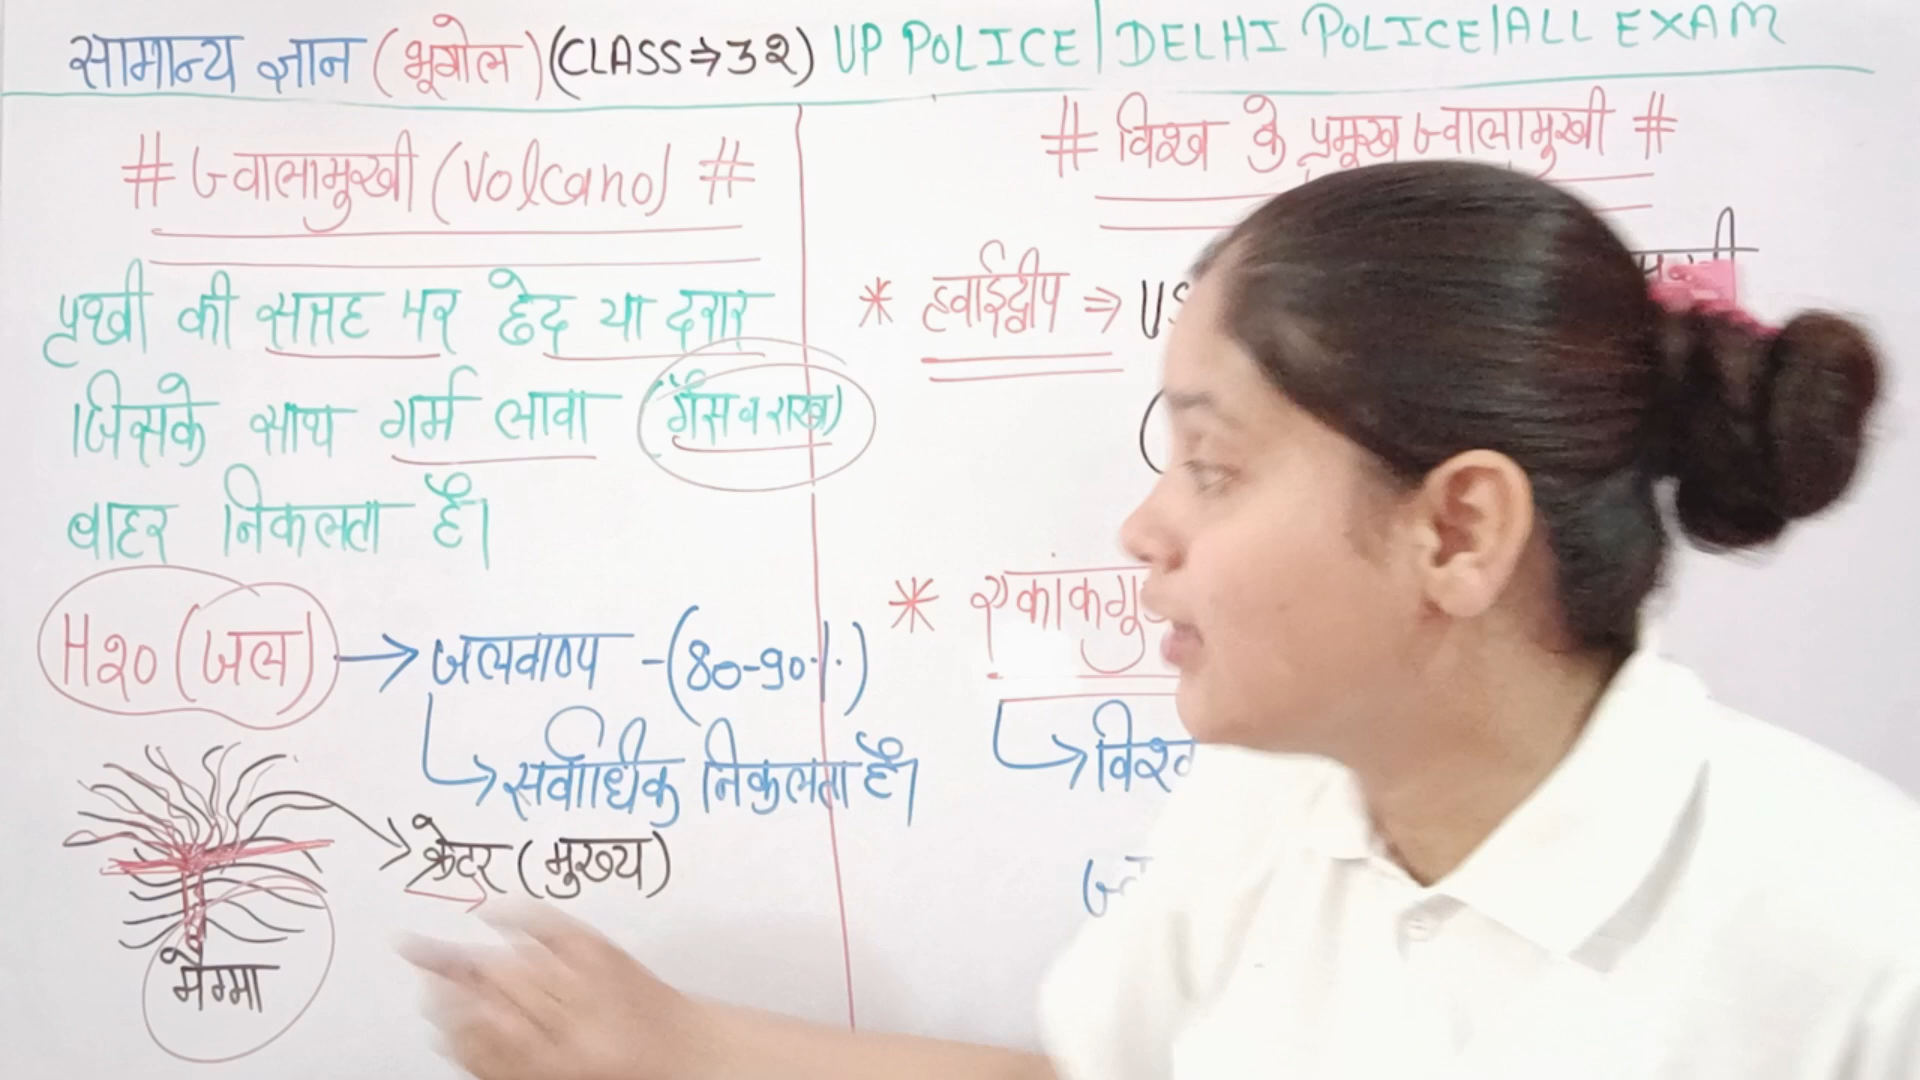 सामान्य ज्ञान (भूगोल) (CLASS⇒32) UP POLICE|DELHI POLICE|ALL EXAM
# ज्वालामुखी (Volcano) #
पृथ्वी की सतह पर छेद या दरार
जिसके साथ गर्म लावा (गैस व राख)
बाहर निकलता है।
H2O (जल) → जलवाष्प -(80-90%)
↳ सर्वाधिक निकलता है।
क्रेटर (मुख्य)
मैग्मा
# विश्व के प्रमुख ज्वालामुखी #
* हवाईद्वीप ⇒ US
* एकांकगु
↳ विश्व